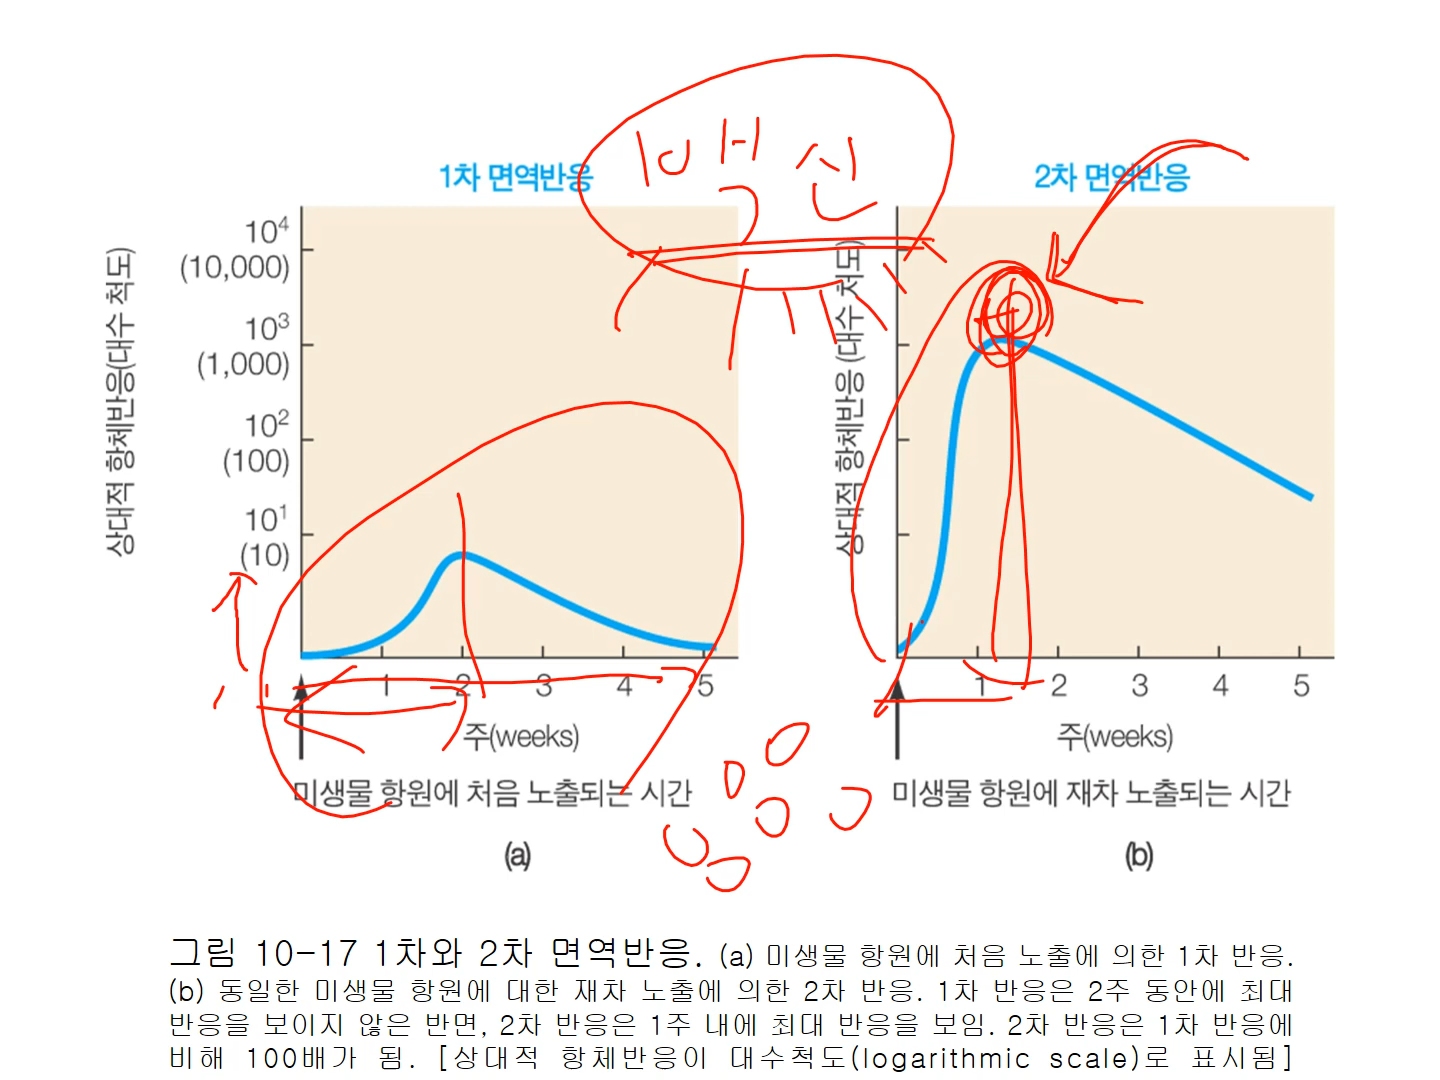 백신
1차 면역반응
상대적 항체반응(대수 척도)
10⁴
(10,000)
10³
(1,000)
10²
(100)
10¹
(10)
1 2 3 4 5
주(weeks)
미생물 항원에 처음 노출되는 시간
(a)
2차 면역반응
상대적 항체반응 (대수 척도)
1 2 3 4 5
주(weeks)
미생물 항원에 재차 노출되는 시간
(b)
그림 10-17 1차와 2차 면역반응. (a) 미생물 항원에 처음 노출에 의한 1차 반응.
(b) 동일한 미생물 항원에 대한 재차 노출에 의한 2차 반응. 1차 반응은 2주 동안에 최대
반응을 보이지 않은 반면, 2차 반응은 1주 내에 최대 반응을 보임. 2차 반응은 1차 반응에
비해 100배가 됨. [상대적 항체반응이 대수척도(logarithmic scale)로 표시됨]